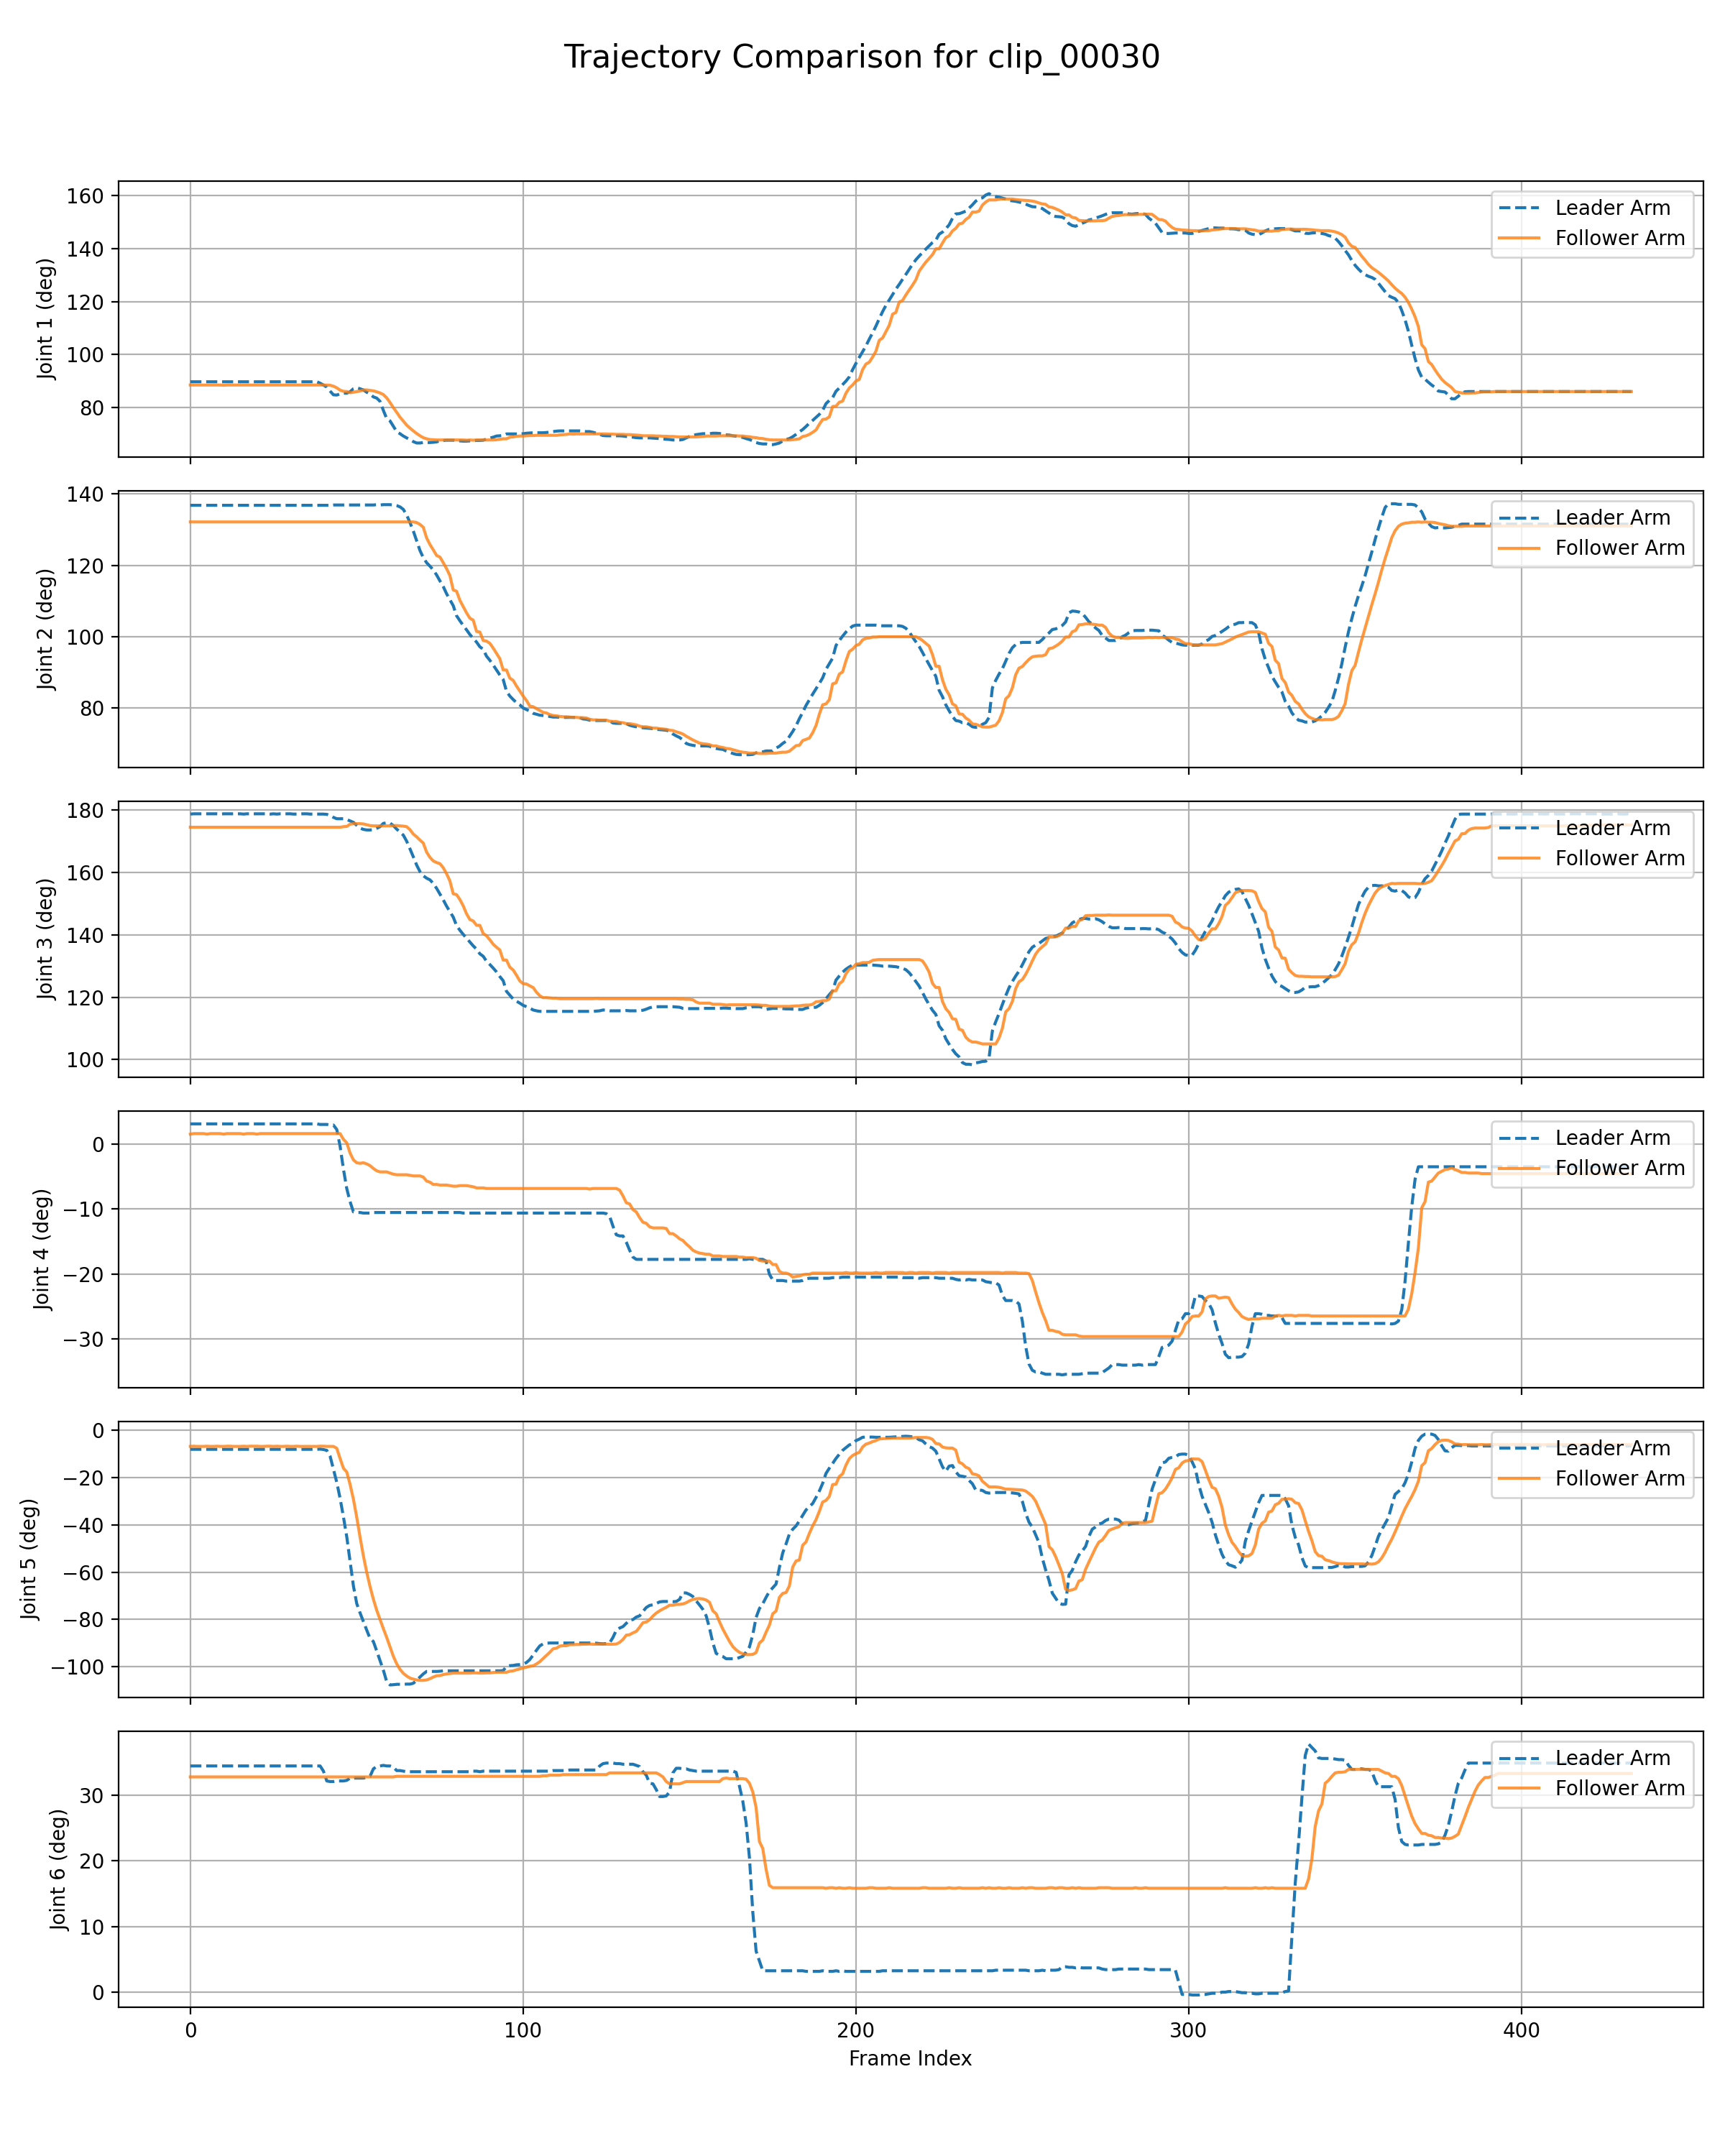 Trajectory Comparison for clip_00030
160
140
120
100
80
Joint 1 (deg)
Leader Arm
Follower Arm
140
120
100
80
Joint 2 (deg)
Leader Arm
Follower Arm
180
160
140
120
100
Joint 3 (deg)
Leader Arm
Follower Arm
0
−10
−20
−30
Joint 4 (deg)
Leader Arm
Follower Arm
0
−20
−40
−60
−80
−100
Joint 5 (deg)
Leader Arm
Follower Arm
30
20
10
0
Joint 6 (deg)
Leader Arm
Follower Arm
0 100 200 300 400
Frame Index